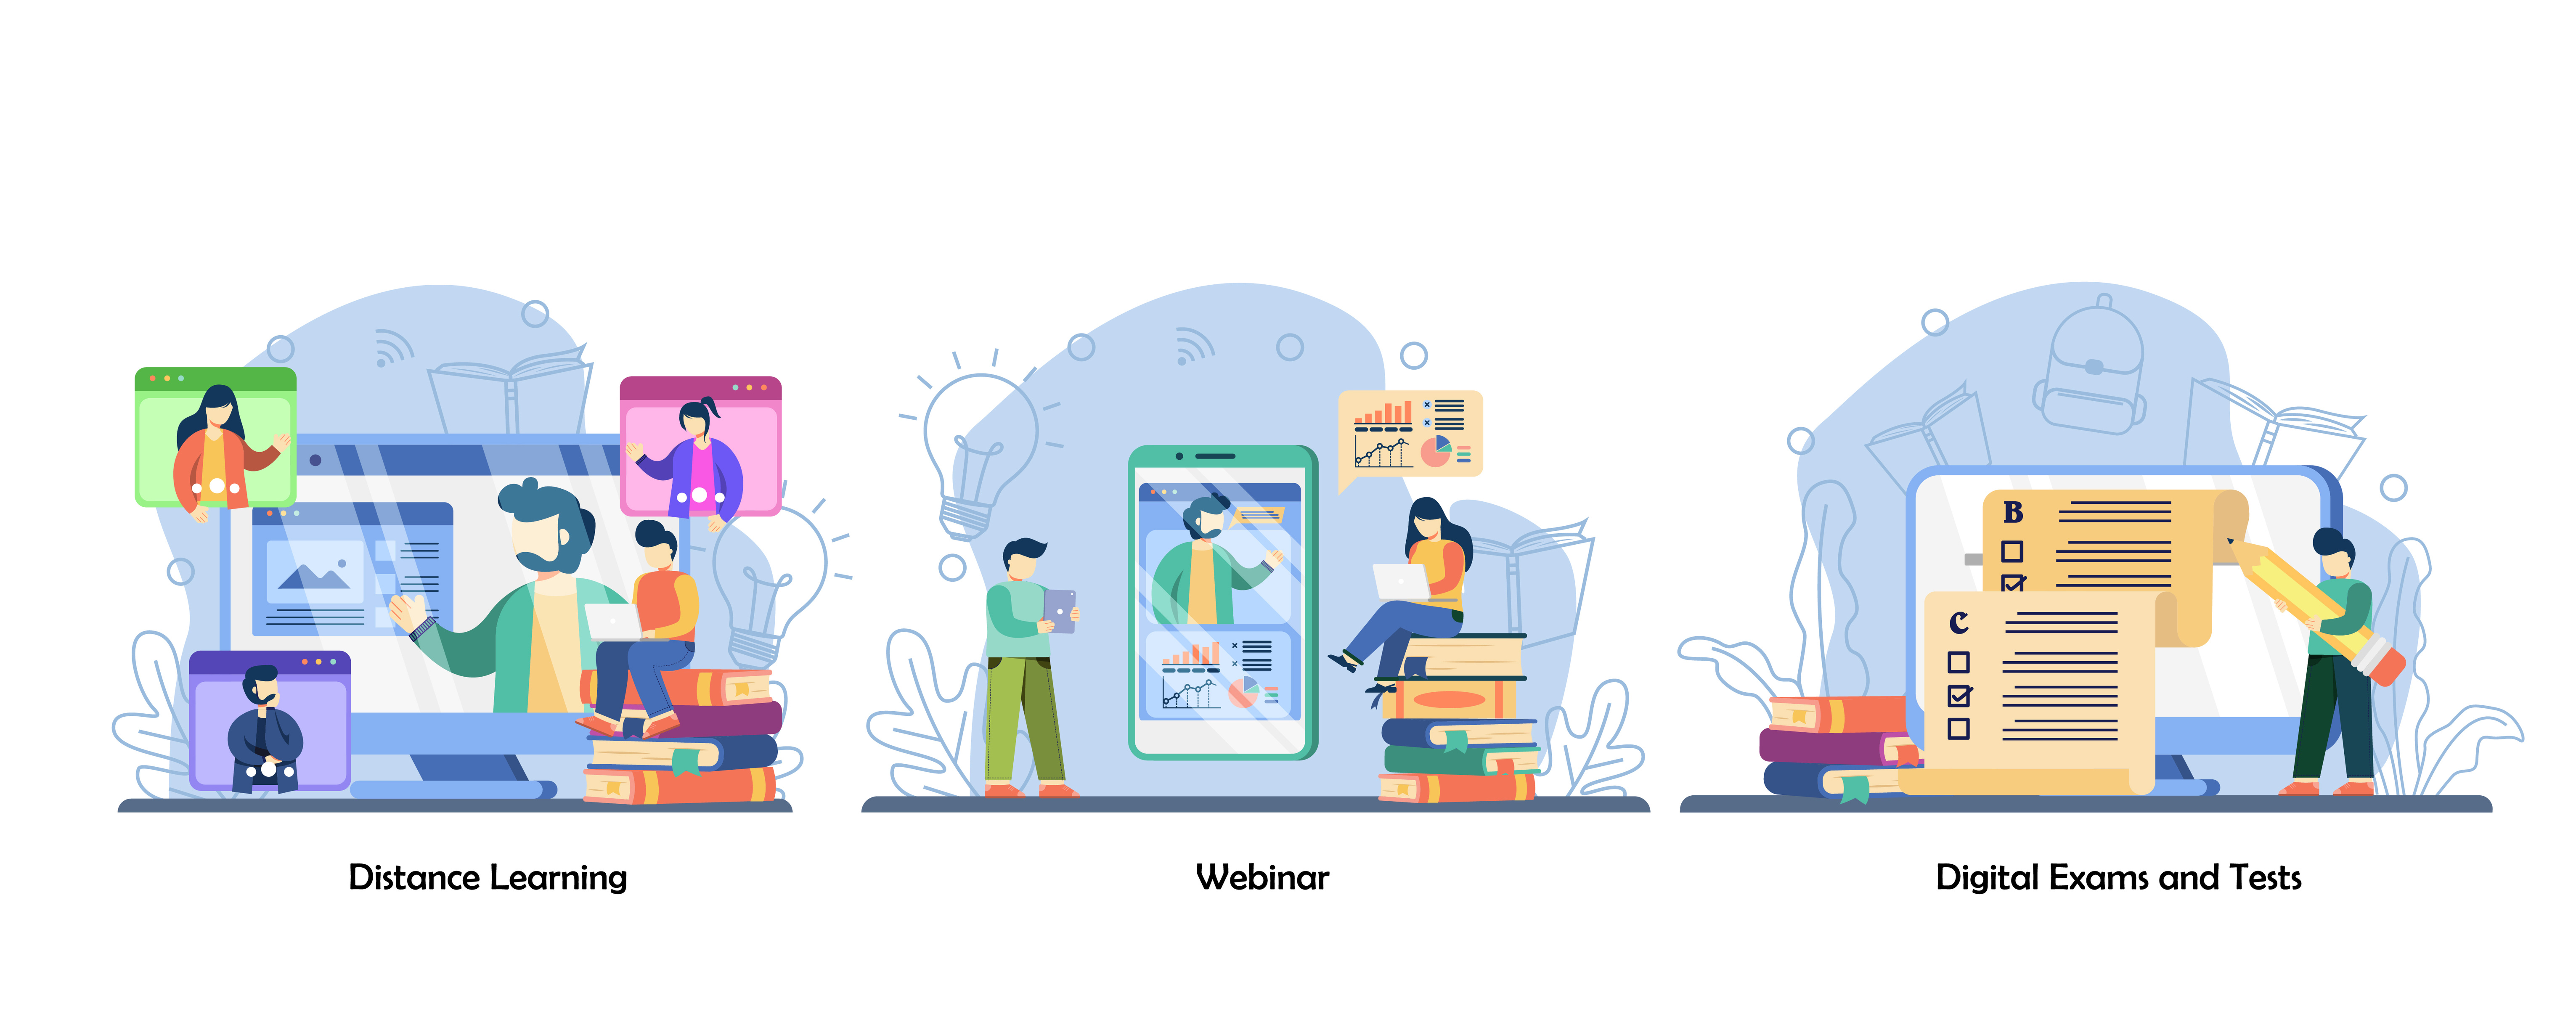 B
C
Distance Learning
Webinar
Digital Exams and Tests